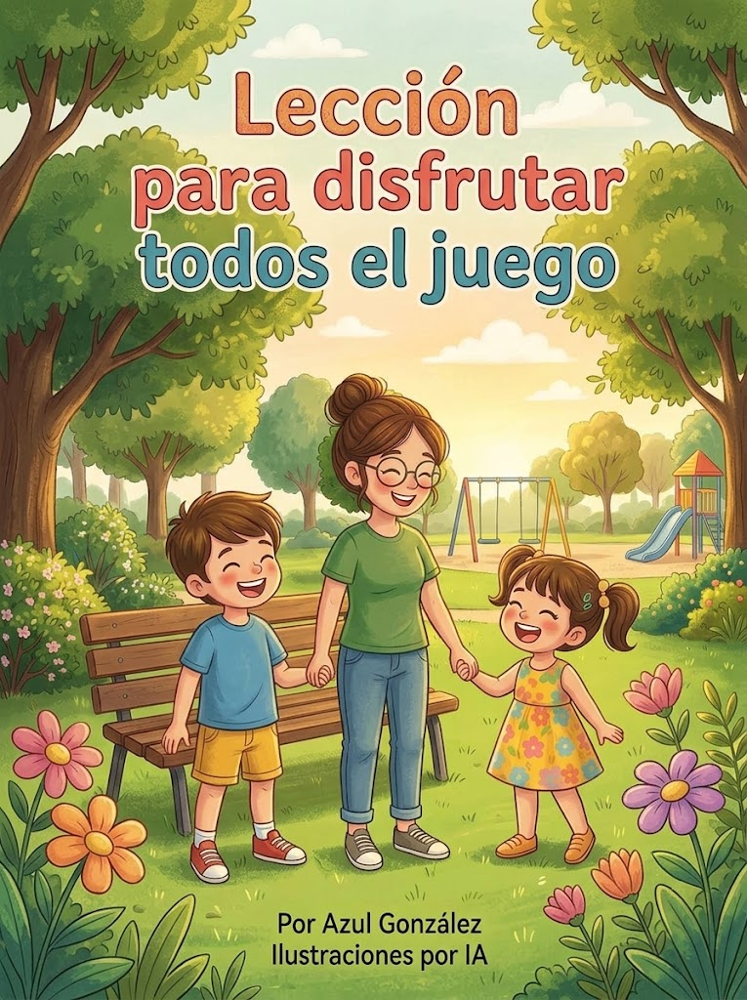 Lección
para disfrutar
todos el juego
Por Azul González
Ilustraciones por IA